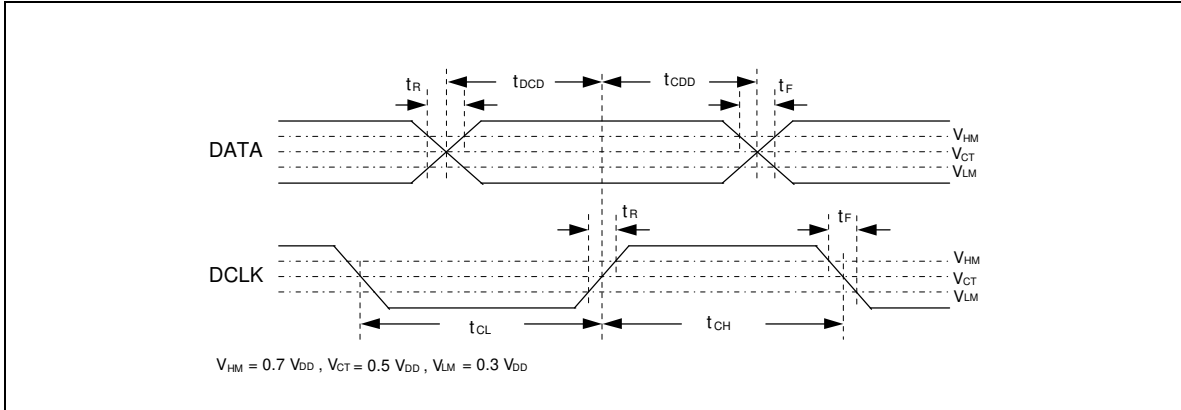 tR tDCD tCDD tF
DATA
VHM
VCT
VLM
tR tF
DCLK
VHM
VCT
VLM
tCL tCH
VHM = 0.7 VDD , VCT = 0.5 VDD , VLM = 0.3 VDD